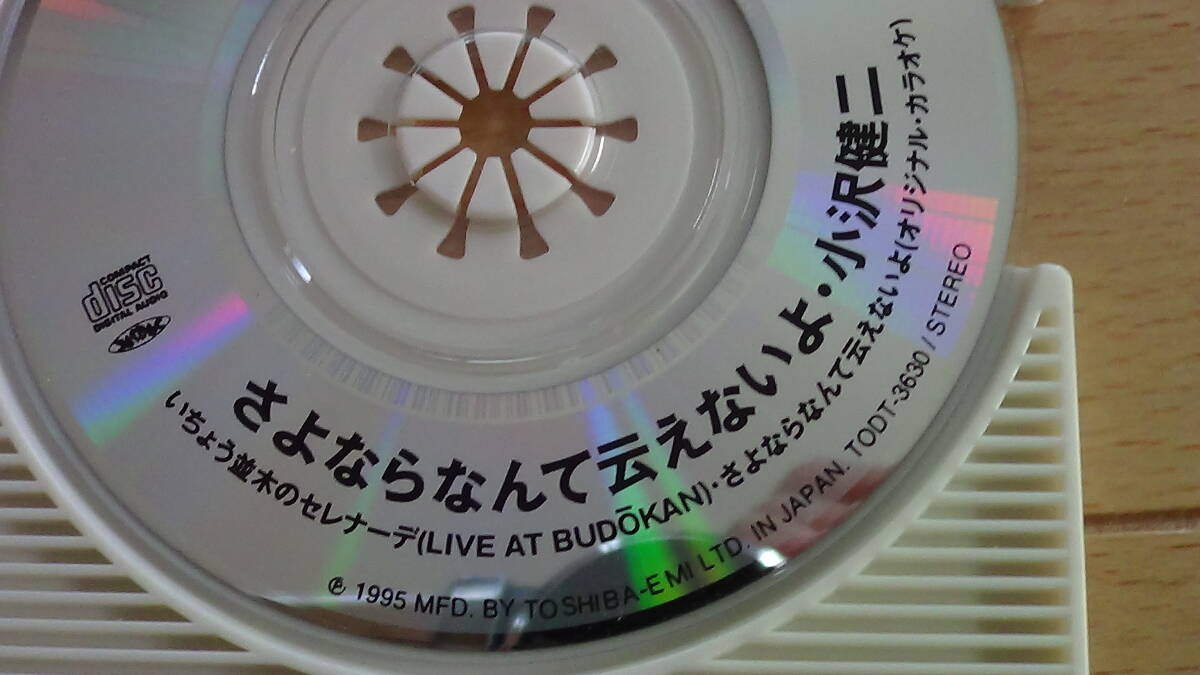 さよならなんて云えないよ・小沢健二
いちょう並木のセレナーデ(LIVE AT BUDŌKAN)・さよならなんて云えないよ(オリジナル・カラオケ)
℗ 1995 MFD. BY TOSHIBA-EMI LTD. IN JAPAN. TODT-3630 / STEREO
COMPACT
disc
DIGITAL AUDIO